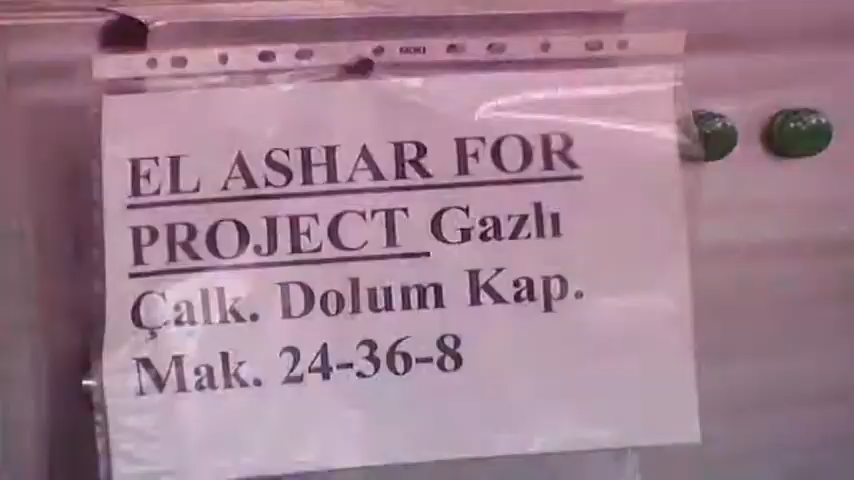 EL ASHAR FOR
PROJECT Gazlı
Çalk. Dolum Kap.
Mak. 24-36-8